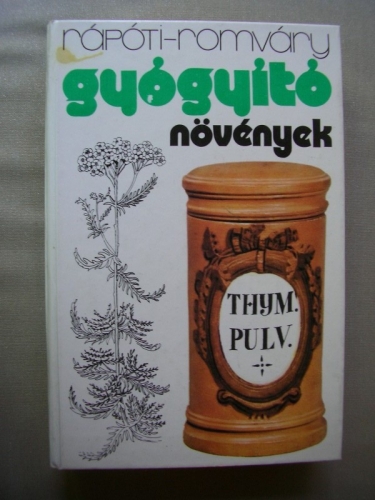 rápóti-romváry
gyógyító
növények
THYM.
PULV.